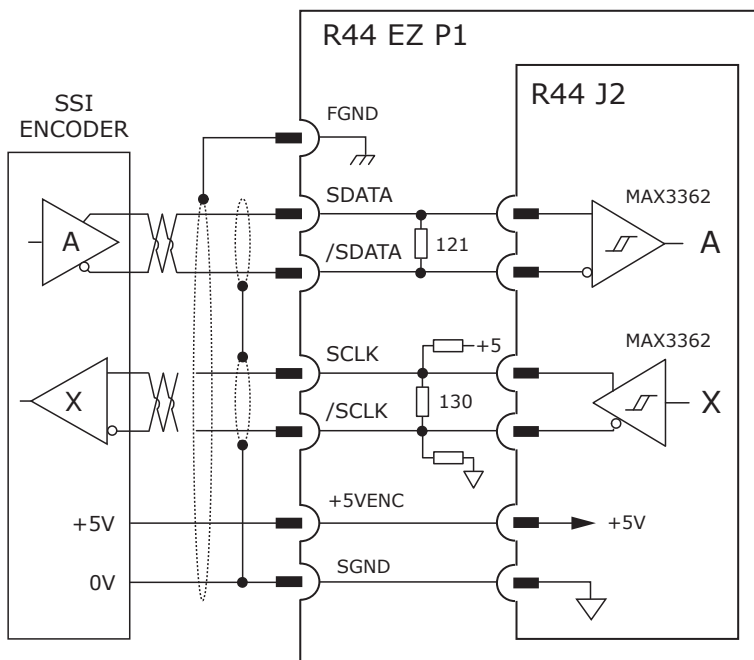 R44 EZ P1
R44 J2
SSI
ENCODER
FGND
SDATA
MAX3362
A
121
A
/SDATA
SCLK
+5
MAX3362
X
130
X
/SCLK
+5V
+5VENC
+5V
0V
SGND